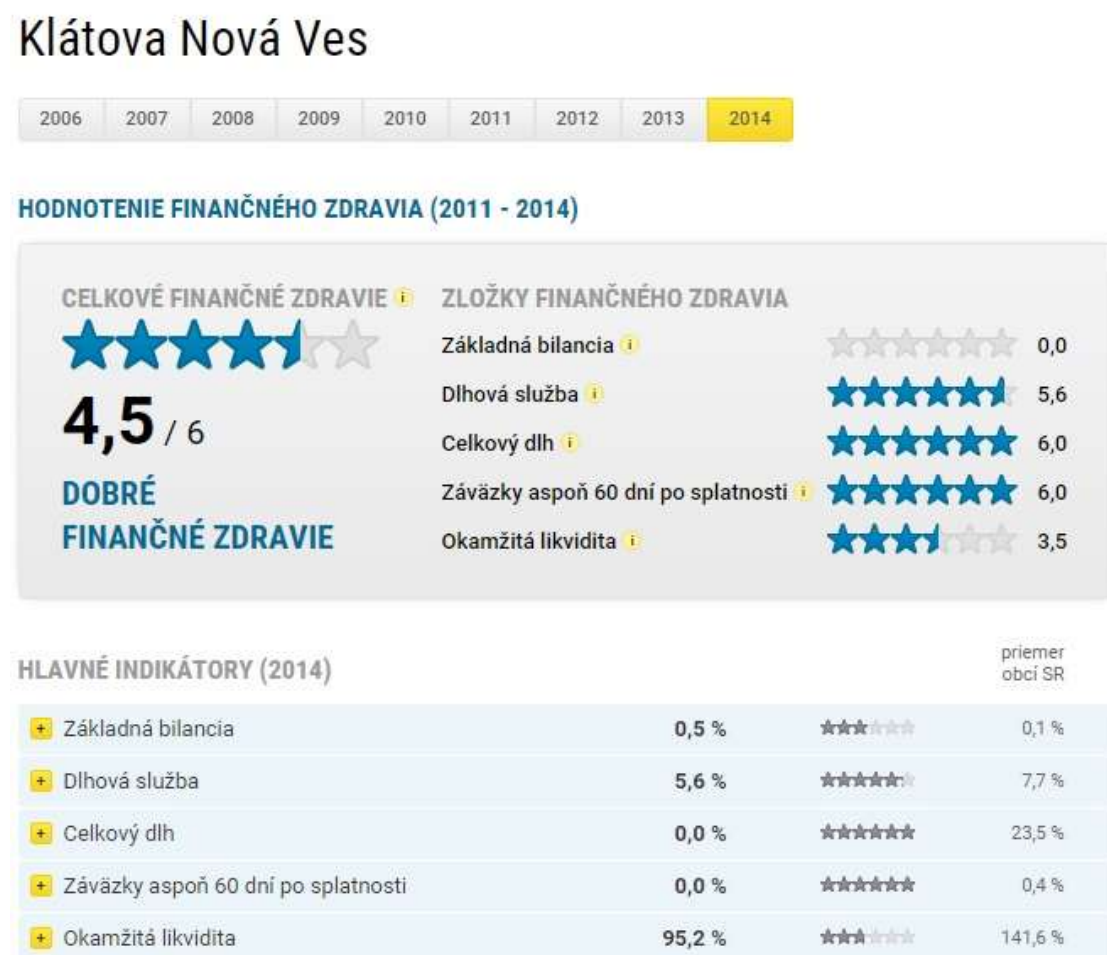 Klátova Nová Ves
2006 2007 2008 2009 2010 2011 2012 2013 2014
HODNOTENIE FINANČNÉHO ZDRAVIA (2011 - 2014)
CELKOVÉ FINANČNÉ ZDRAVIE i
4,5 / 6
DOBRÉ
FINANČNÉ ZDRAVIE
ZLOŽKY FINANČNÉHO ZDRAVIA
Základná bilancia i 0,0
Dlhová služba i 5,6
Celkový dlh i 6,0
Záväzky aspoň 60 dní po splatnosti i 6,0
Okamžitá likvidita i 3,5
HLAVNÉ INDIKÁTORY (2014)
priemer
obcí SR
+ Základná bilancia 0,5 % 0,1 %
+ Dlhová služba 5,6 % 7,7 %
+ Celkový dlh 0,0 % 23,5 %
+ Záväzky aspoň 60 dní po splatnosti 0,0 % 0,4 %
+ Okamžitá likvidita 95,2 % 141,6 %